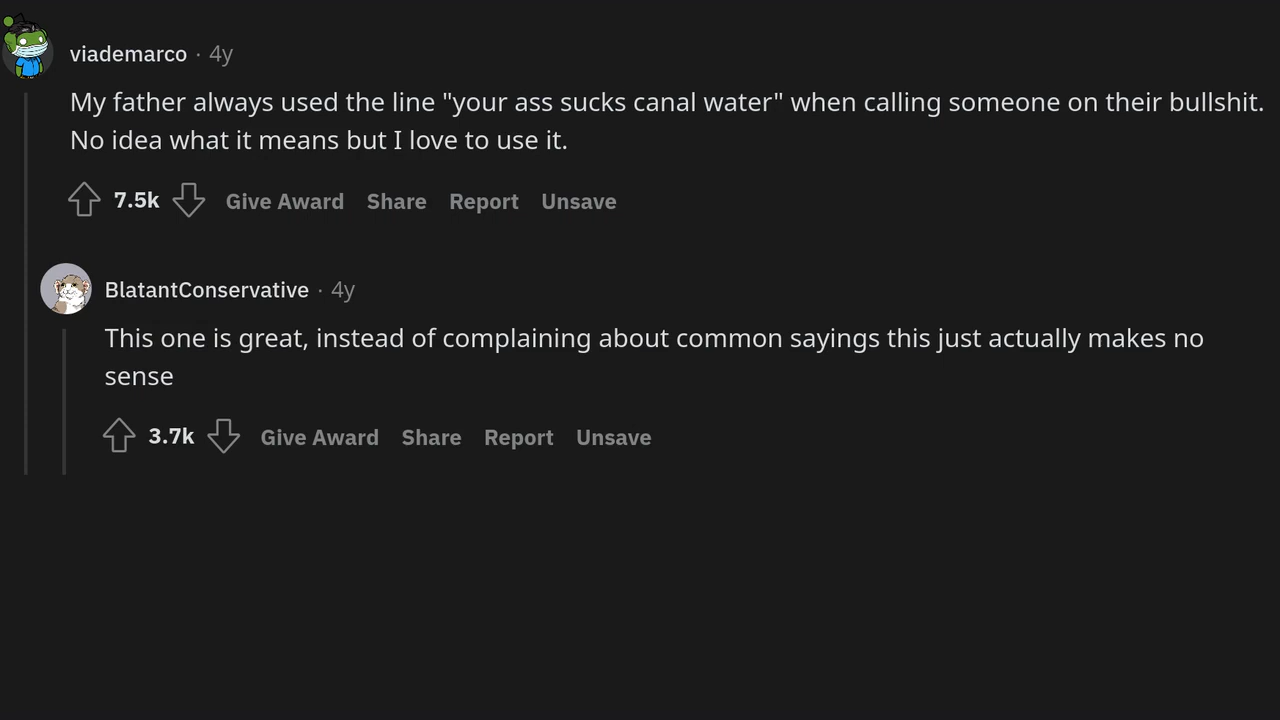 viademarco · 4y
My father always used the line "your ass sucks canal water" when calling someone on their bullshit.
No idea what it means but I love to use it.
7.5k Give Award Share Report Unsave
BlatantConservative · 4y
This one is great, instead of complaining about common sayings this just actually makes no
sense
3.7k Give Award Share Report Unsave